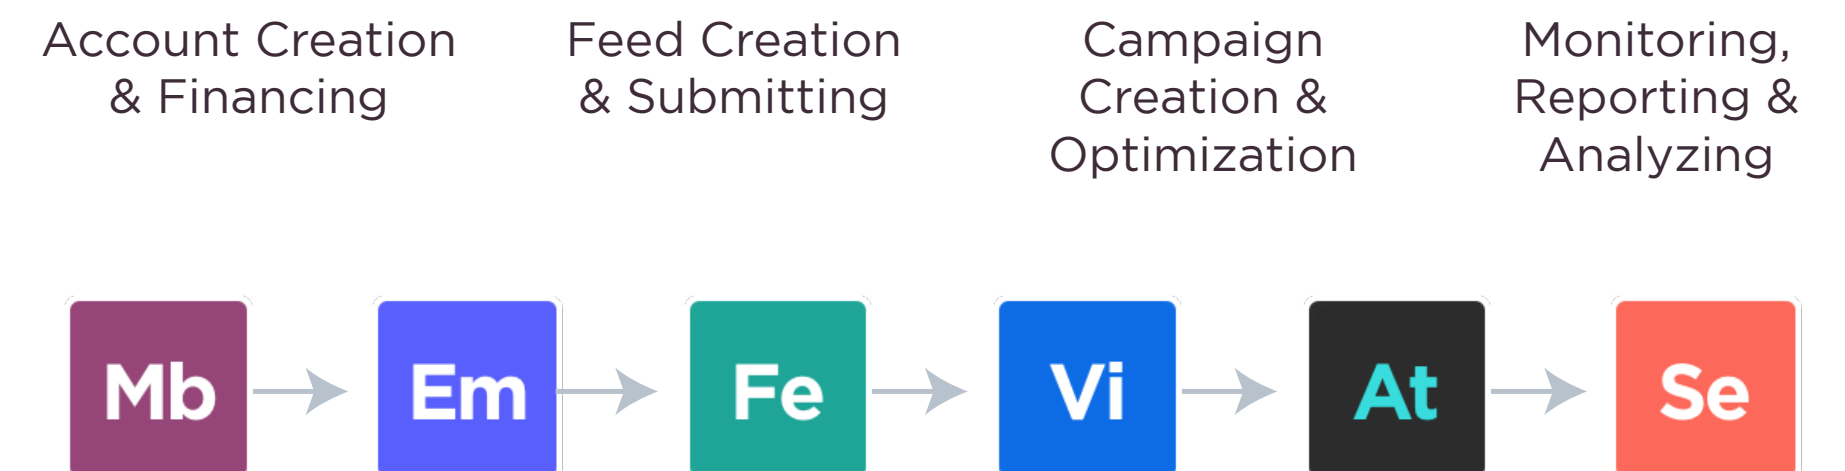 Account Creation
& Financing
Feed Creation
& Submitting
Campaign
Creation &
Optimization
Monitoring,
Reporting &
Analyzing
Mb
Em
Fe
Vi
At
Se